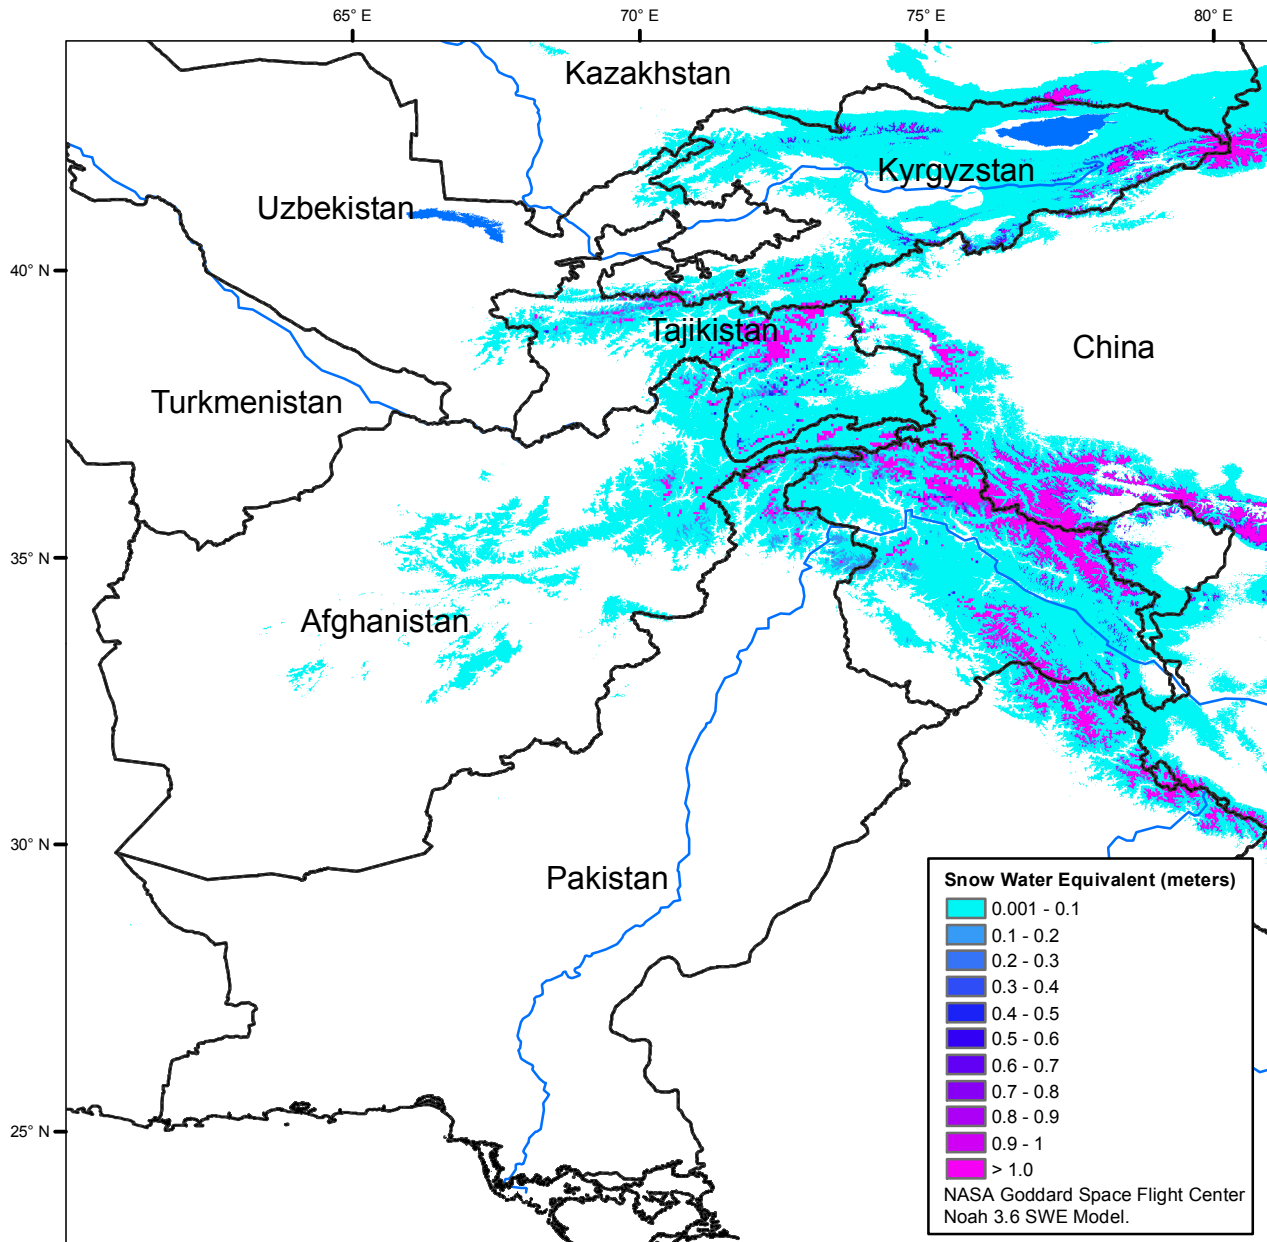 65° E
70° E
75° E
80° E
Kazakhstan
Kyrgyzstan
Uzbekistan
40° N
Tajikistan
China
Turkmenistan
35° N
Afghanistan
30° N
Pakistan
25° N
Snow Water Equivalent (meters)
0.001 - 0.1
0.1 - 0.2
0.2 - 0.3
0.3 - 0.4
0.4 - 0.5
0.5 - 0.6
0.6 - 0.7
0.7 - 0.8
0.8 - 0.9
0.9 - 1
> 1.0
NASA Goddard Space Flight Center
Noah 3.6 SWE Model.